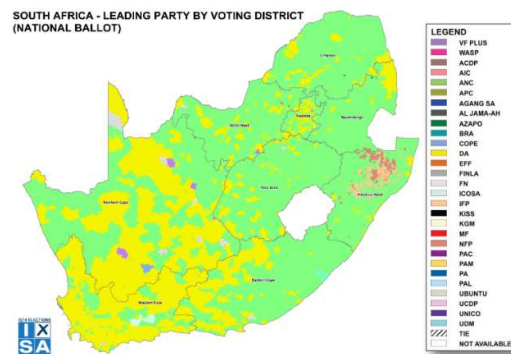 SOUTH AFRICA - LEADING PARTY BY VOTING DISTRICT
(NATIONAL BALLOT)
Limpopo
Gauteng
Mpumalanga
North West
Free State
Kwazulu-Natal
Northern Cape
Eastern Cape
Western Cape
LEGEND
VF PLUS
WASP
ACDP
AIC
ANC
APC
AGANG SA
AL JAMA-AH
AZAPO
BRA
COPE
DA
EFF
FINLA
FN
ICOSA
IFP
KISS
KGM
MF
NFP
PAC
PAM
PA
PAL
UBUNTU
UCDP
UNICO
UDM
TIE
NOT AVAILABLE
IX
SA